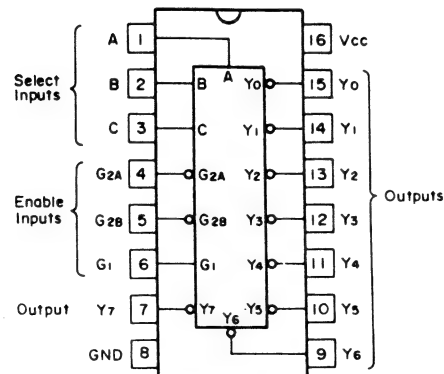 A 1 16 Vcc
Select Inputs
A
B 2 B Y0 15 Y0
C 3 C Y1 14 Y1
G2A 4 G2A Y2 13 Y2
Enable Inputs
G2B 5 G2B Y3 12 Y3
Outputs
G1 6 G1 Y4 11 Y4
Output Y7 7 Y7 Y6 Y5 10 Y5
GND 8 9 Y6